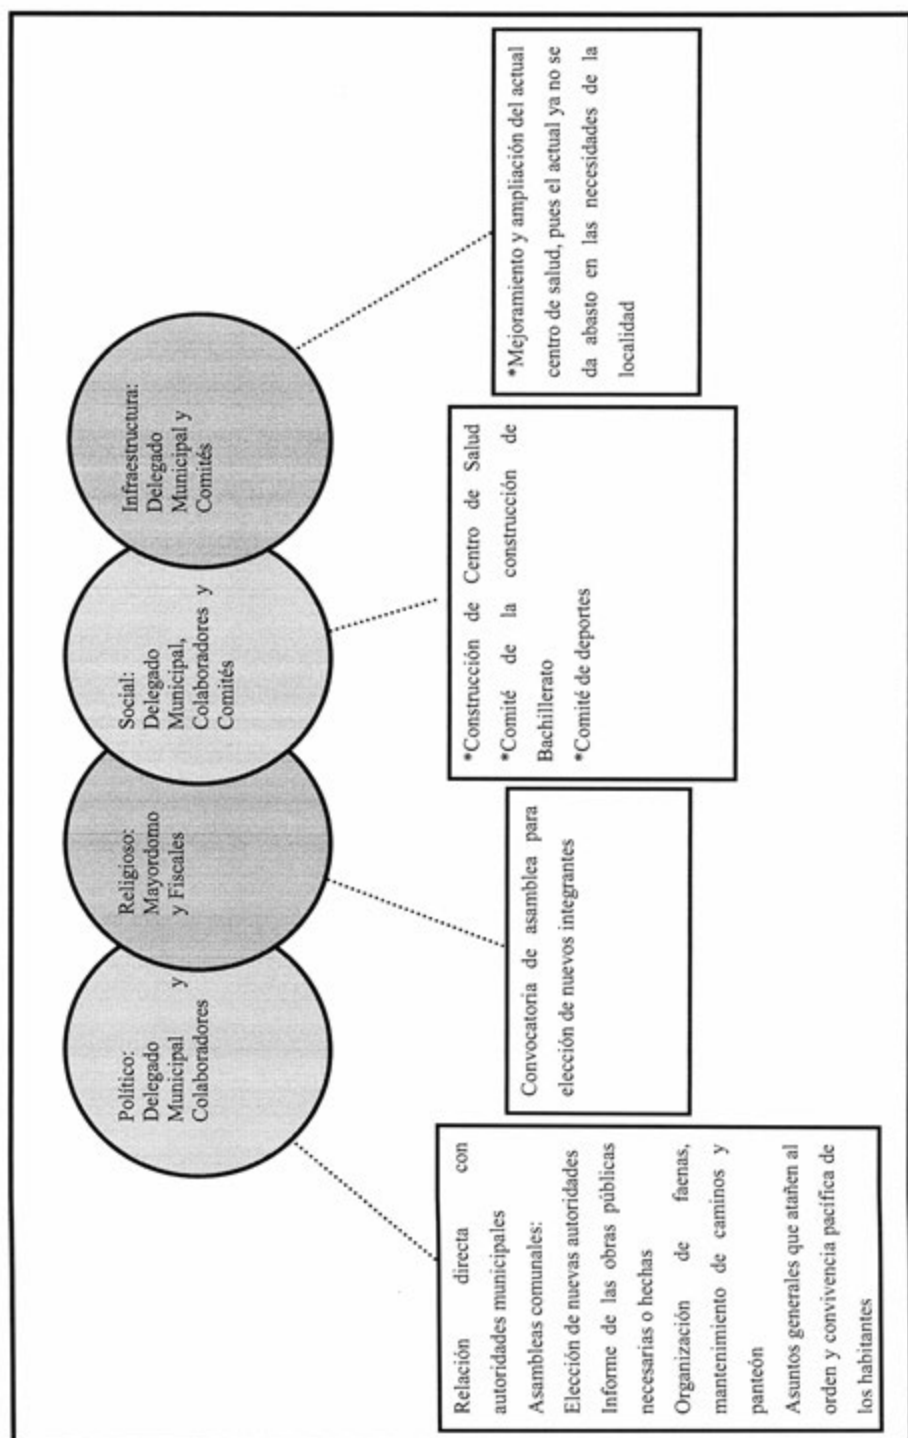 Político:
Delegado
Municipal y
Colaboradores
Religioso:
Mayordomo
y Fiscales
Social:
Delegado
Municipal,
Colaboradores y
Comités
Infraestructura:
Delegado
Municipal y
Comités
Relación directa con
autoridades municipales
Asambleas comunales:
Elección de nuevas autoridades
Informe de las obras públicas
necesarias o hechas
Organización de faenas,
mantenimiento de caminos y
panteón
Asuntos generales que atañen al
orden y convivencia pacífica de
los habitantes
Convocatoria de asamblea para
elección de nuevos integrantes
*Construcción de Centro de Salud
*Comité de la construcción de
Bachillerato
*Comité de deportes
*Mejoramiento y ampliación del actual
centro de salud, pues el actual ya no se
da abasto en las necesidades de la
localidad